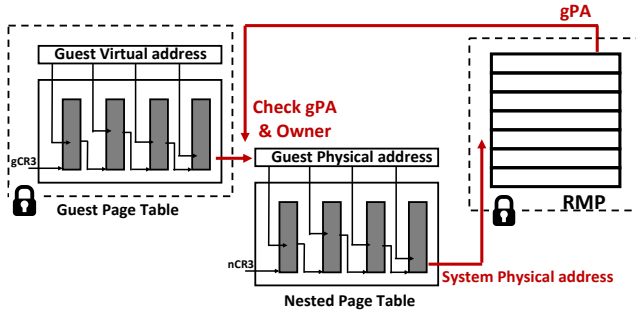 gPA
Guest Virtual address
Check gPA
& Owner
gCR3
Guest Physical address
Guest Page Table
RMP
nCR3
System Physical address
Nested Page Table